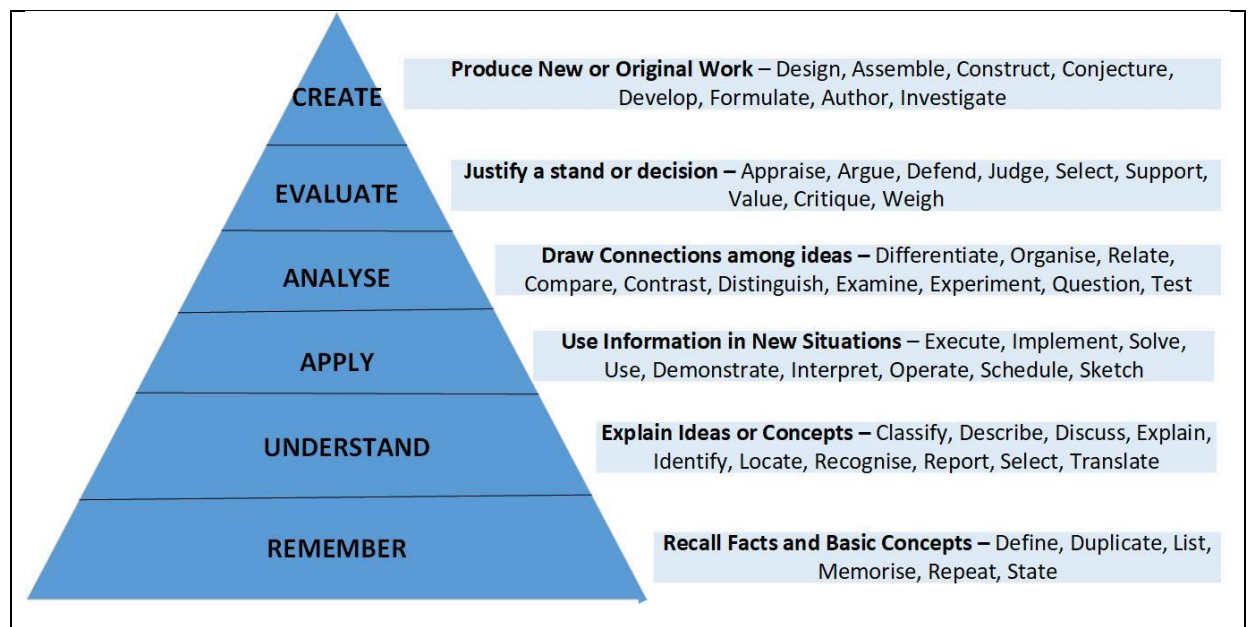 Produce New or Original Work – Design, Assemble, Construct, Conjecture,
Develop, Formulate, Author, Investigate
CREATE
Justify a stand or decision – Appraise, Argue, Defend, Judge, Select, Support,
Value, Critique, Weigh
EVALUATE
Draw Connections among ideas – Differentiate, Organise, Relate,
Compare, Contrast, Distinguish, Examine, Experiment, Question, Test
ANALYSE
Use Information in New Situations – Execute, Implement, Solve,
Use, Demonstrate, Interpret, Operate, Schedule, Sketch
APPLY
Explain Ideas or Concepts – Classify, Describe, Discuss, Explain,
Identify, Locate, Recognise, Report, Select, Translate
UNDERSTAND
Recall Facts and Basic Concepts – Define, Duplicate, List,
Memorise, Repeat, State
REMEMBER